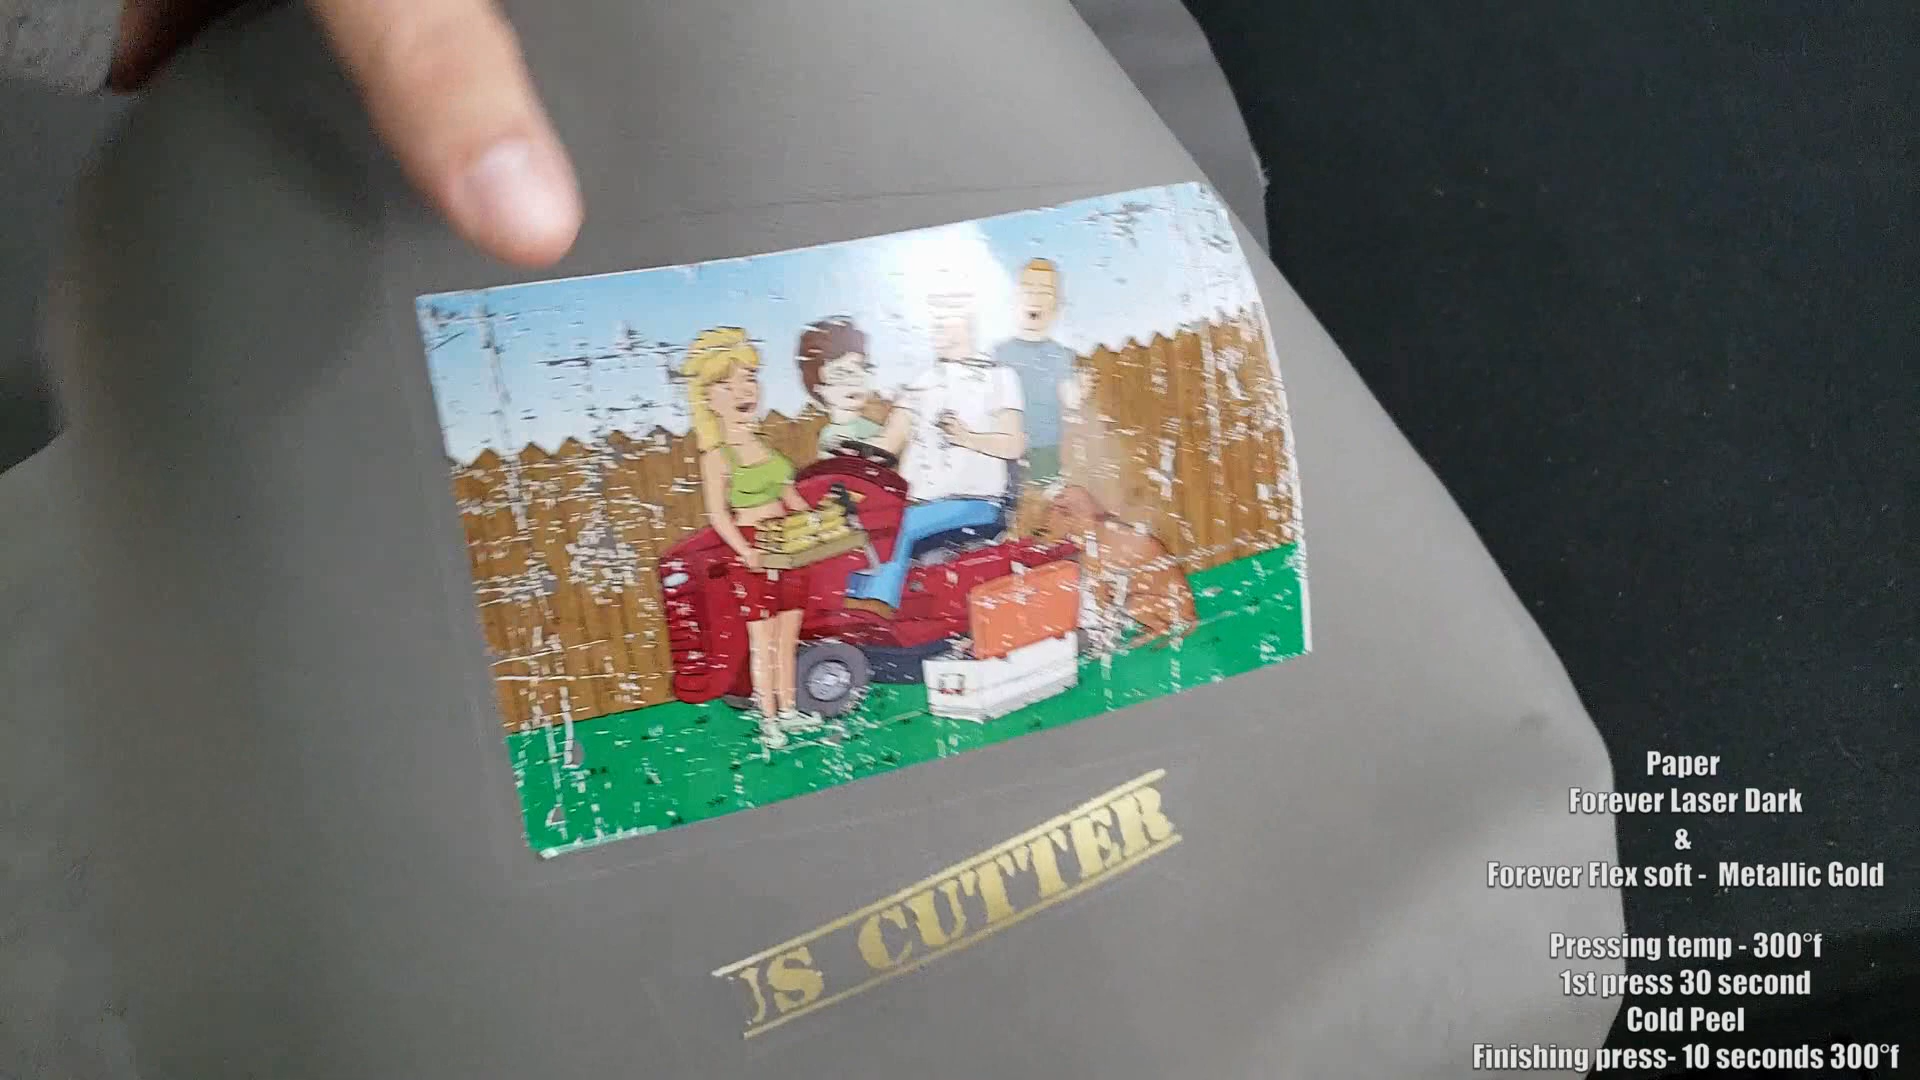 US CUTTER
Paper
Forever Laser Dark
&
Forever Flex soft - Metallic Gold
Pressing temp - 300°f
1st press 30 second
Cold Peel
Finishing press- 10 seconds 300°f